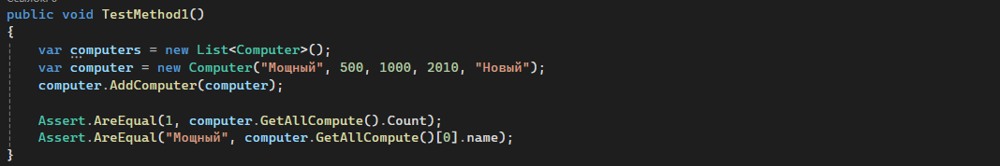 public void TestMethod1()
{
var computers = new List<Computer>();
var computer = new Computer("Мощный", 500, 1000, 2010, "Новый");
computer.AddComputer(computer);
Assert.AreEqual(1, computer.GetAllCompute().Count);
Assert.AreEqual("Мощный", computer.GetAllCompute()[0].name);
}